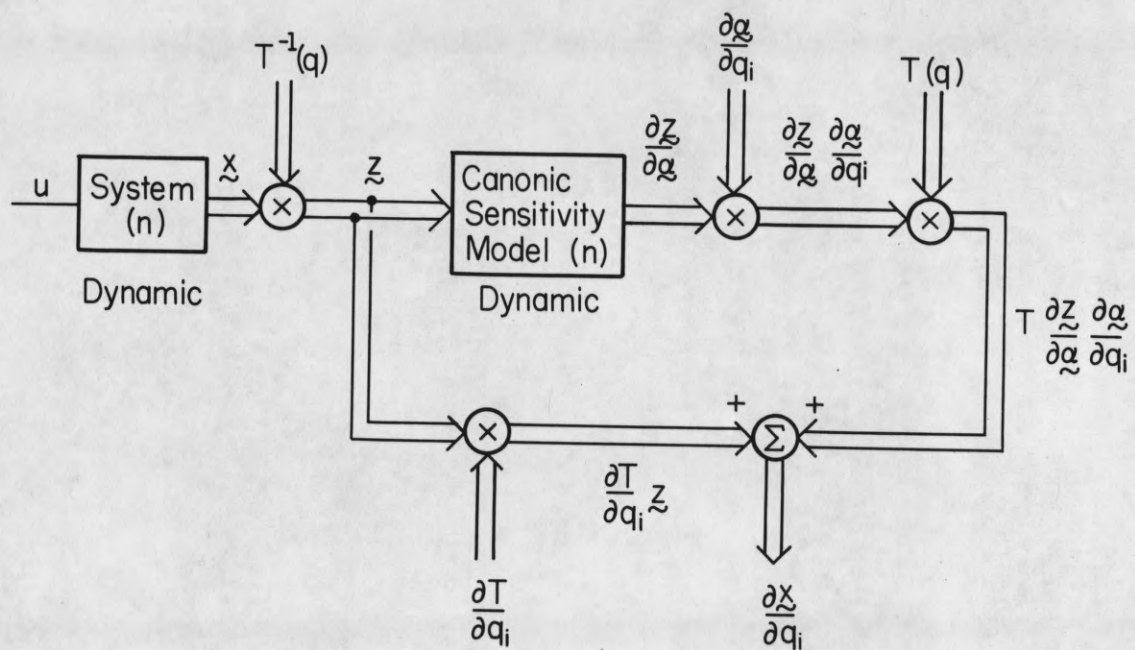 T⁻¹(q)
∂α̰/∂qᵢ
T(q)
u
System
(n)
Dynamic
x̰
×
z̰
Canonic
Sensitivity
Model (n)
Dynamic
∂z̰/∂α̰
×
∂z̰/∂α̰ ∂α̰/∂qᵢ
×
T ∂z̰/∂α̰ ∂α̰/∂qᵢ
×
+
Σ
+
∂T/∂qᵢ z̰
∂T/∂qᵢ
∂x̰/∂qᵢ